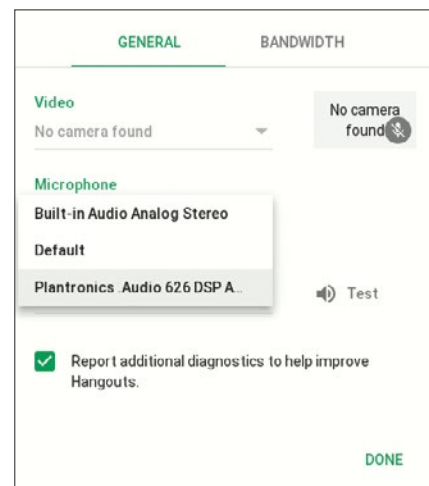 GENERAL BANDWIDTH
Video
No camera found
No camera
found
Microphone
Built-in Audio Analog Stereo
Default
Plantronics .Audio 626 DSP A...
Test
Report additional diagnostics to help improve
Hangouts.
DONE